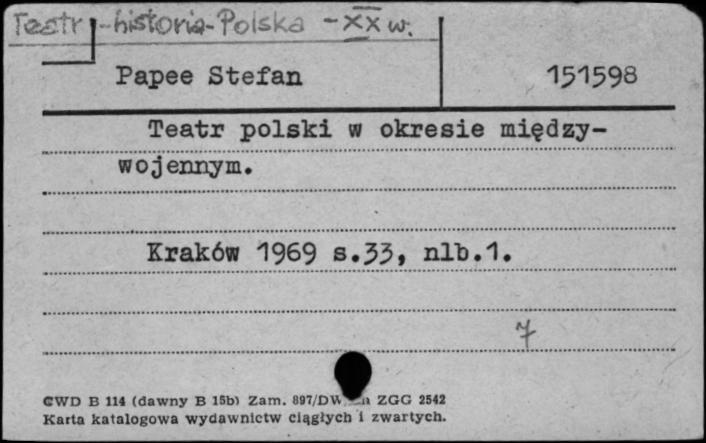 Teatr - historia - Polska - XX w.
Papee Stefan 151598
Teatr polski w okresie między-
wojennym.
Kraków 1969 s.33, nlb.1.
7
CWD B 114 (dawny B 15b) Zam. 897/DW ZGG 2542
Karta katalogowa wydawnictw ciągłych i zwartych.